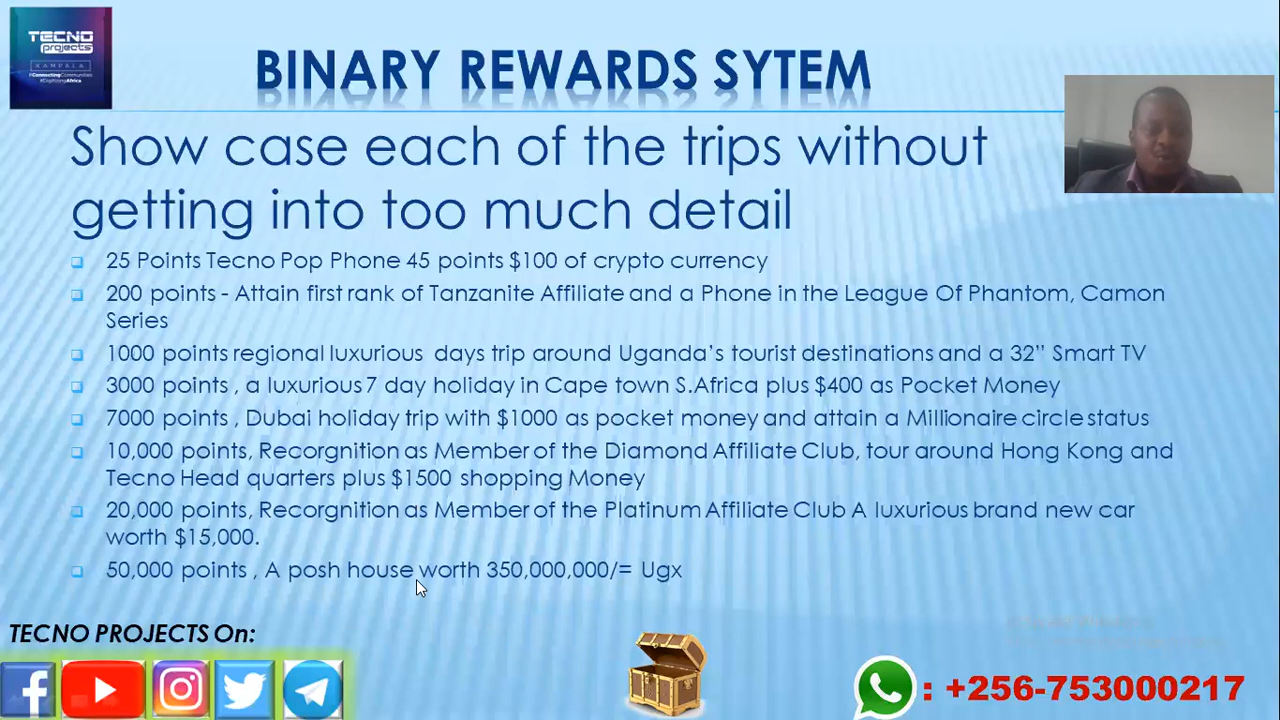 TECNO
projects
KAMPALA
#ConnectingCommunities
BINARY REWARDS SYTEM
Show case each of the trips without
getting into too much detail
25 Points Tecno Pop Phone 45 points $100 of crypto currency
200 points - Attain first rank of Tanzanite Affiliate and a Phone in the League Of Phantom, Camon
Series
1000 points regional luxurious days trip around Uganda’s tourist destinations and a 32” Smart TV
3000 points , a luxurious 7 day holiday in Cape town S.Africa plus $400 as Pocket Money
7000 points , Dubai holiday trip with $1000 as pocket money and attain a Millionaire circle status
10,000 points, Recorgnition as Member of the Diamond Affiliate Club, tour around Hong Kong and
Tecno Head quarters plus $1500 shopping Money
20,000 points, Recorgnition as Member of the Platinum Affiliate Club A luxurious brand new car
worth $15,000.
50,000 points , A posh house worth 350,000,000/= Ugx
TECNO PROJECTS On:
: +256-753000217